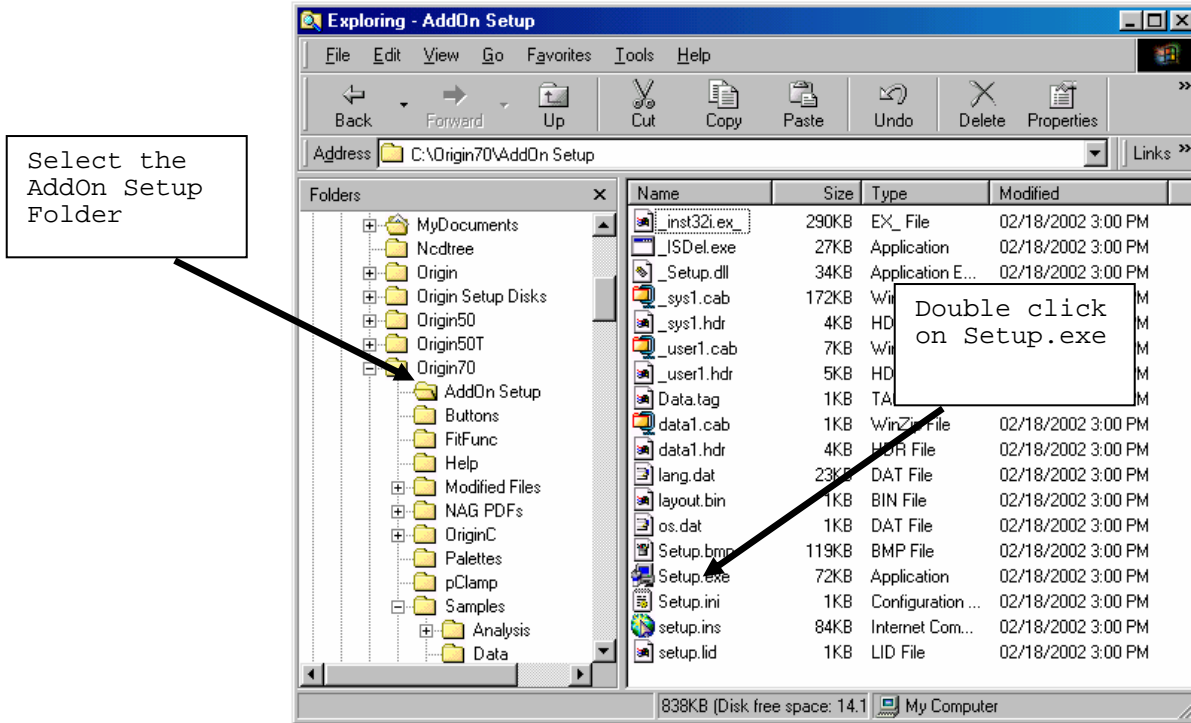 Exploring - AddOn Setup
File Edit View Go Favorites Tools Help
Back Forward Up Cut Copy Paste Undo Delete Properties »
Address C:\Origin70\AddOn Setup Links »
Select the
AddOn Setup
Folder
Folders x
MyDocuments
Ncdtree
Origin
Origin Setup Disks
Origin50
Origin50T
Origin70
AddOn Setup
Buttons
FitFunc
Help
Modified Files
NAG PDFs
OriginC
Palettes
pClamp
Samples
Analysis
Data
Name Size Type Modified
_inst32i.ex_ 290KB EX_ File 02/18/2002 3:00 PM
_ISDel.exe 27KB Application 02/18/2002 3:00 PM
_Setup.dll 34KB Application E... 02/18/2002 3:00 PM
_sys1.cab 172KB
_sys1.hdr 4KB HD
_user1.cab 7KB
_user1.hdr 5KB HD
Data.tag 1KB TA
Double click
on Setup.exe
data1.cab 1KB WinZip File 02/18/2002 3:00 PM
data1.hdr 4KB HDR File 02/18/2002 3:00 PM
lang.dat 23KB DAT File 02/18/2002 3:00 PM
layout.bin 1KB BIN File 02/18/2002 3:00 PM
os.dat 1KB DAT File 02/18/2002 3:00 PM
Setup.bmp 119KB BMP File 02/18/2002 3:00 PM
Setup.exe 72KB Application 02/18/2002 3:00 PM
Setup.ini 1KB Configuration ... 02/18/2002 3:00 PM
setup.ins 84KB Internet Com... 02/18/2002 3:00 PM
setup.lid 1KB LID File 02/18/2002 3:00 PM
838KB (Disk free space: 14.1 My Computer